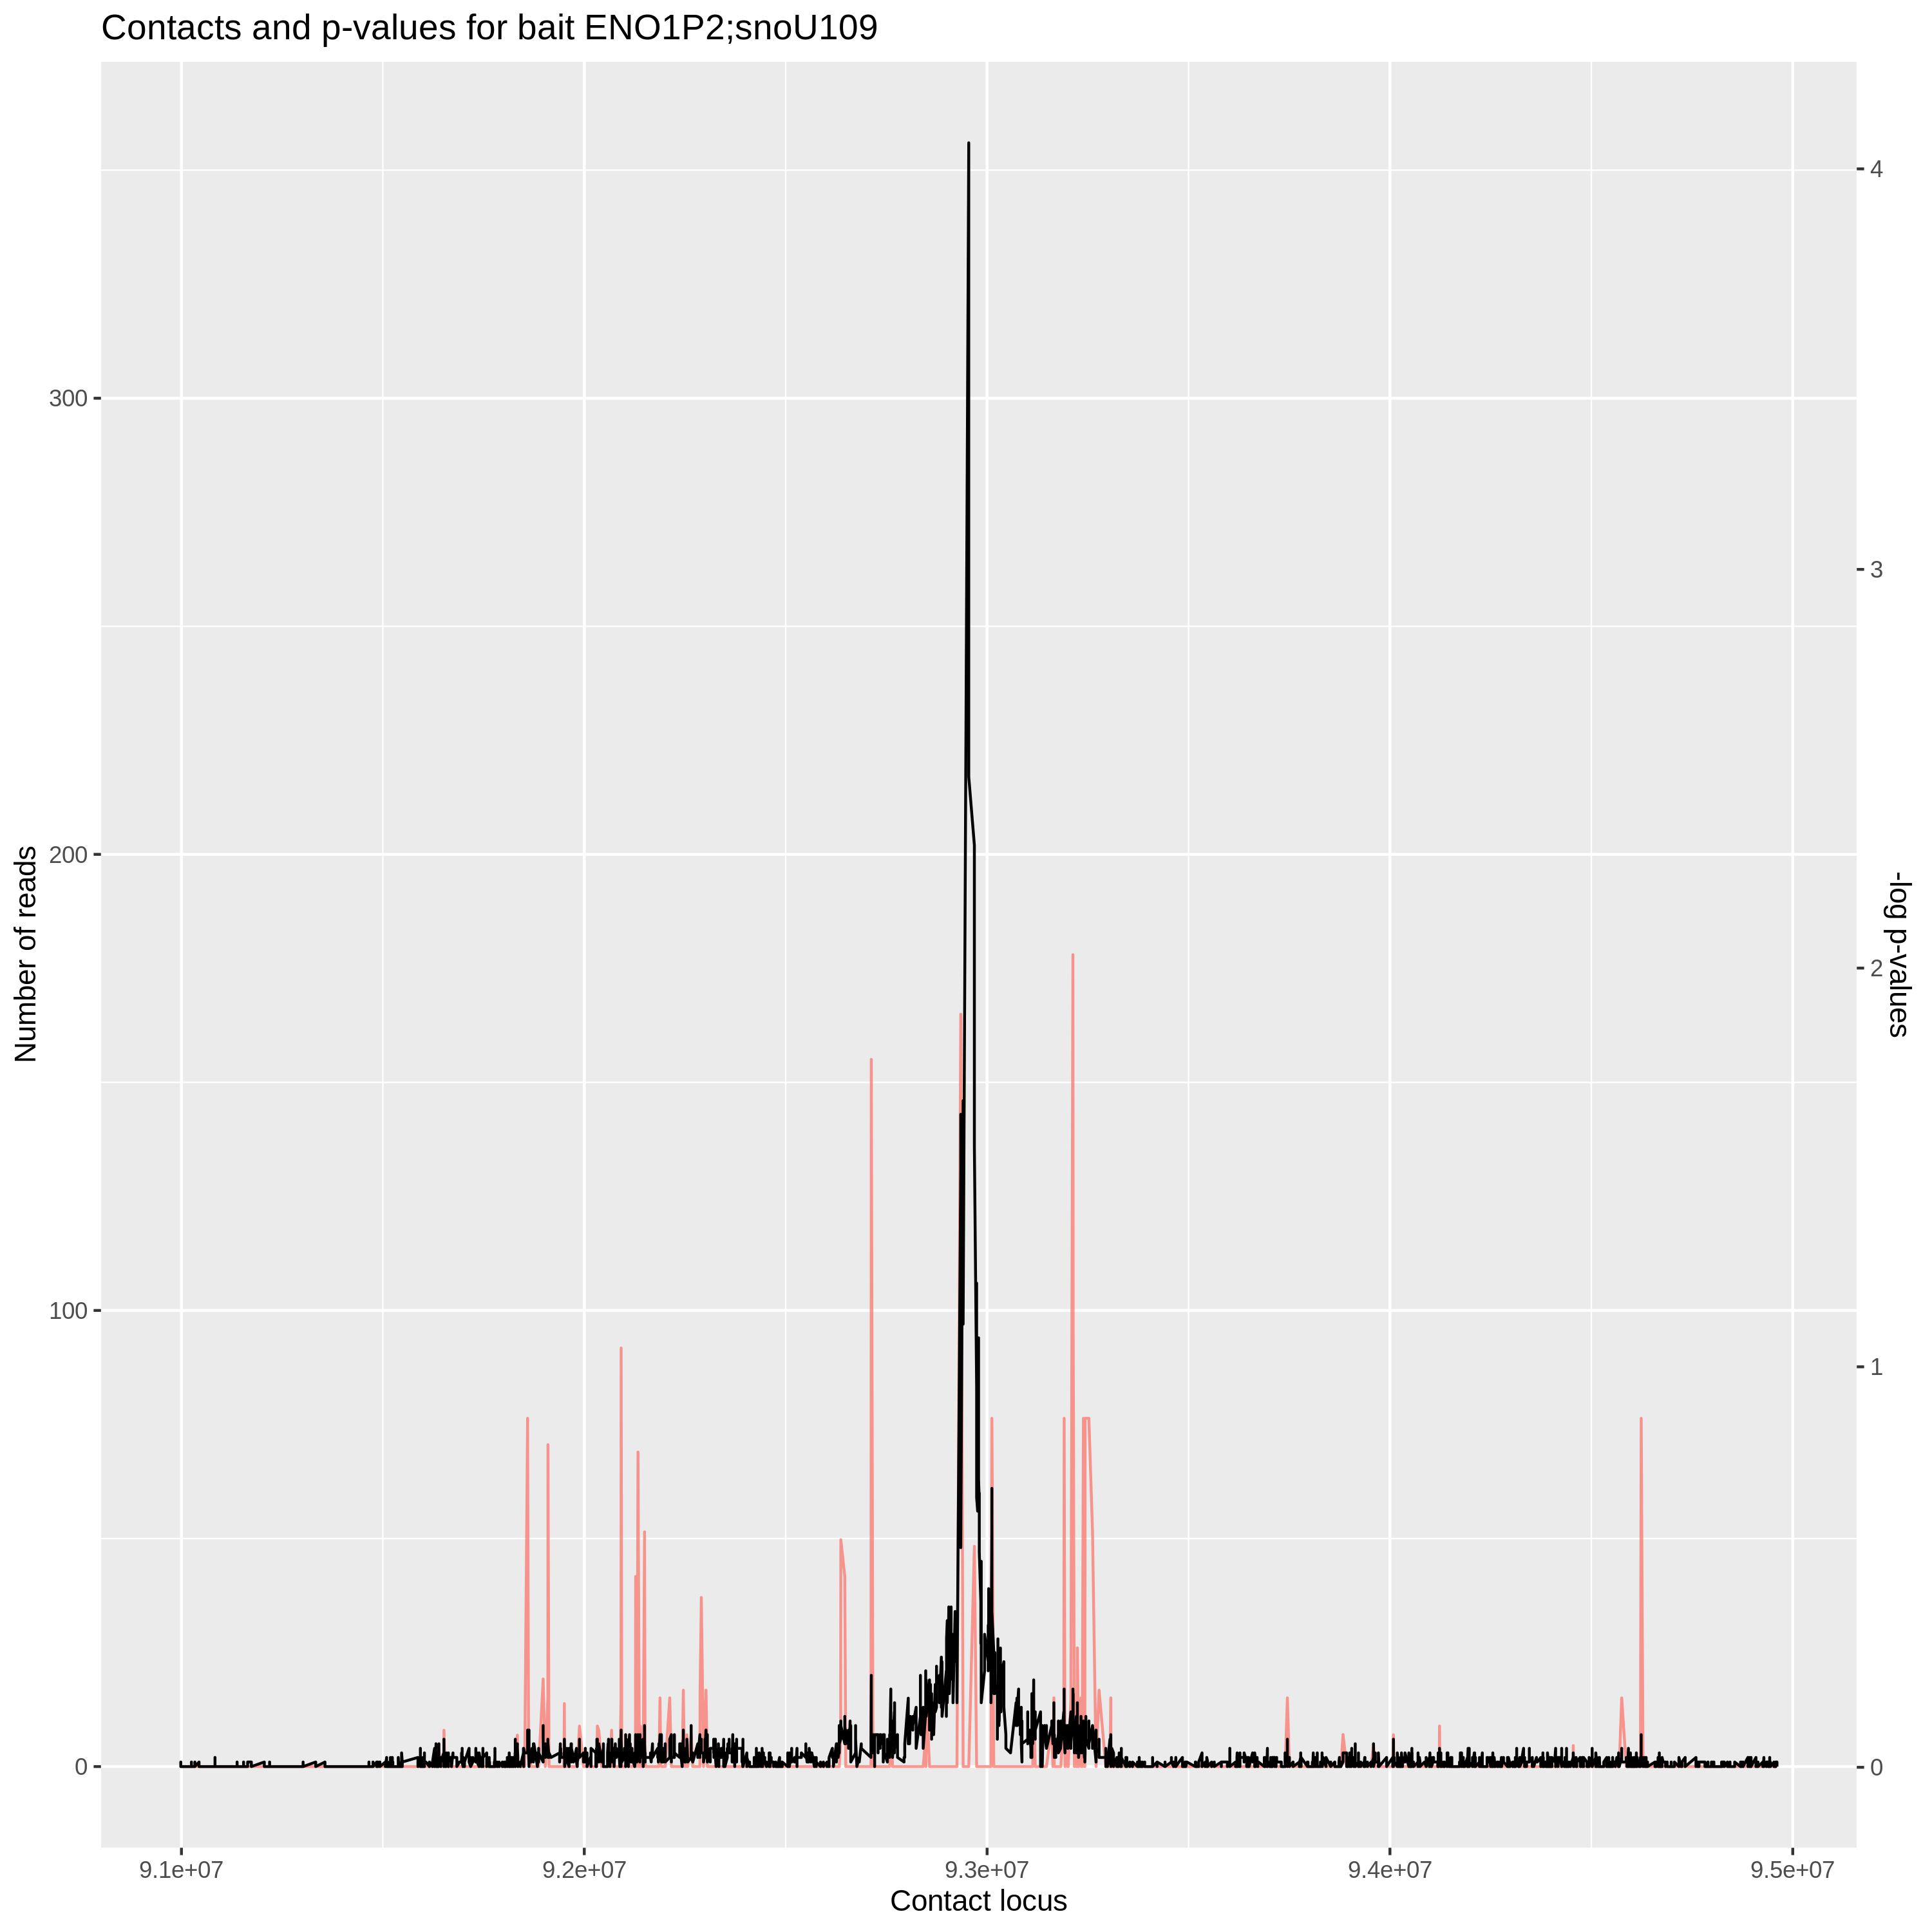 Contacts and p-values for bait ENO1P2;snoU109
Number of reads
300
200
100
0
4
3
2
1
0
-log p-values
9.1e+07
9.2e+07
9.3e+07
9.4e+07
9.5e+07
Contact locus